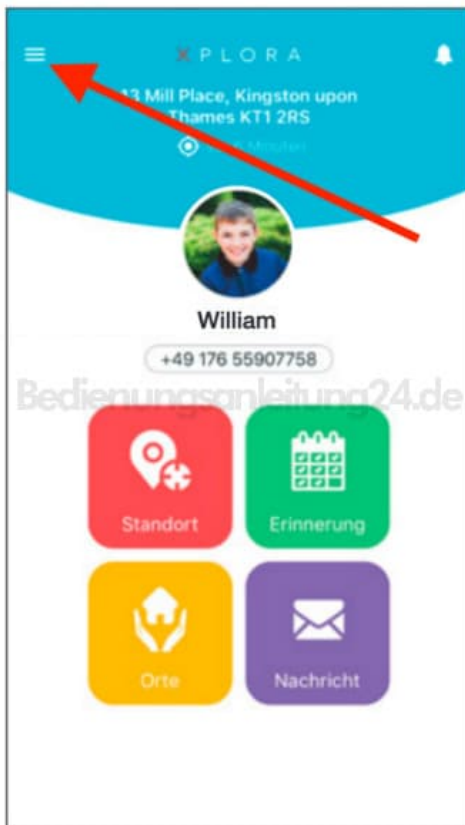 XPLORA
13 Mill Place, Kingston upon
Thames KT1 2RS
Minuten
William
+49 176 55907758
Bedienungsanleitung24.de
Standort
Erinnerung
Orte
Nachricht